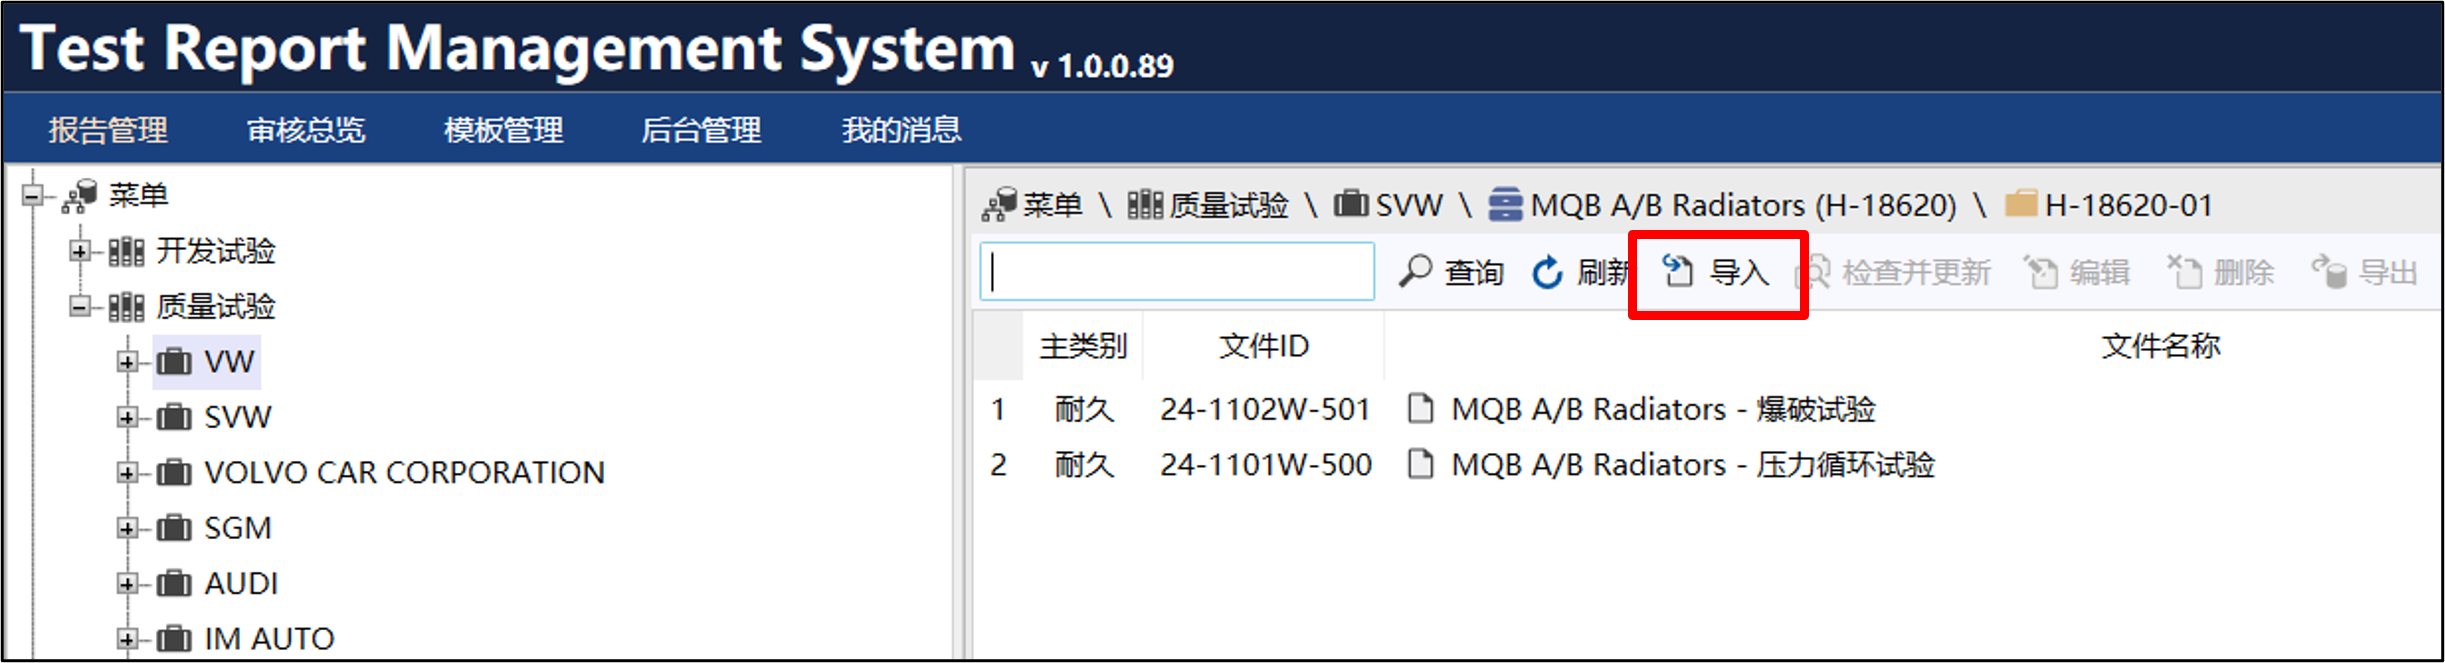 Test Report Management System v 1.0.0.89
报告管理 审核总览 模板管理 后台管理 我的消息
菜单
开发试验
质量试验
VW
SVW
VOLVO CAR CORPORATION
SGM
AUDI
IM AUTO
菜单 \ 质量试验 \ SVW \ MQB A/B Radiators (H-18620) \ H-18620-01
查询 刷新 导入 检查并更新 编辑 删除 导出
主类别 文件ID 文件名称
1 耐久 24-1102W-501 MQB A/B Radiators - 爆破试验
2 耐久 24-1101W-500 MQB A/B Radiators - 压力循环试验